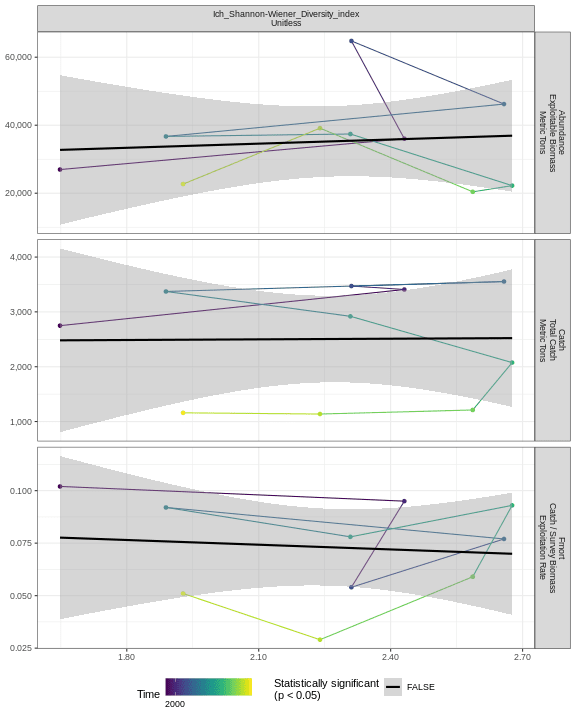 Ich_Shannon-Wiener_Diversity_index
Unitless
60,000
40,000
20,000
Abundance
Exploitable Biomass
Metric Tons
4,000
3,000
2,000
1,000
Catch
Total Catch
Metric Tons
0.100
0.075
0.050
0.025
Fmort
Catch / Survey Biomass
Exploitation Rate
1.80
2.10
2.40
2.70
Time
2000
Statistically significant
(p < 0.05)
FALSE